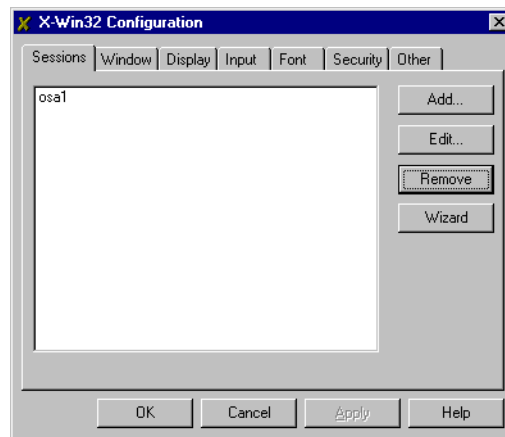 X-Win32 Configuration
Sessions Window Display Input Font Security Other
osa1
Add...
Edit...
Remove
Wizard
OK Cancel Apply Help